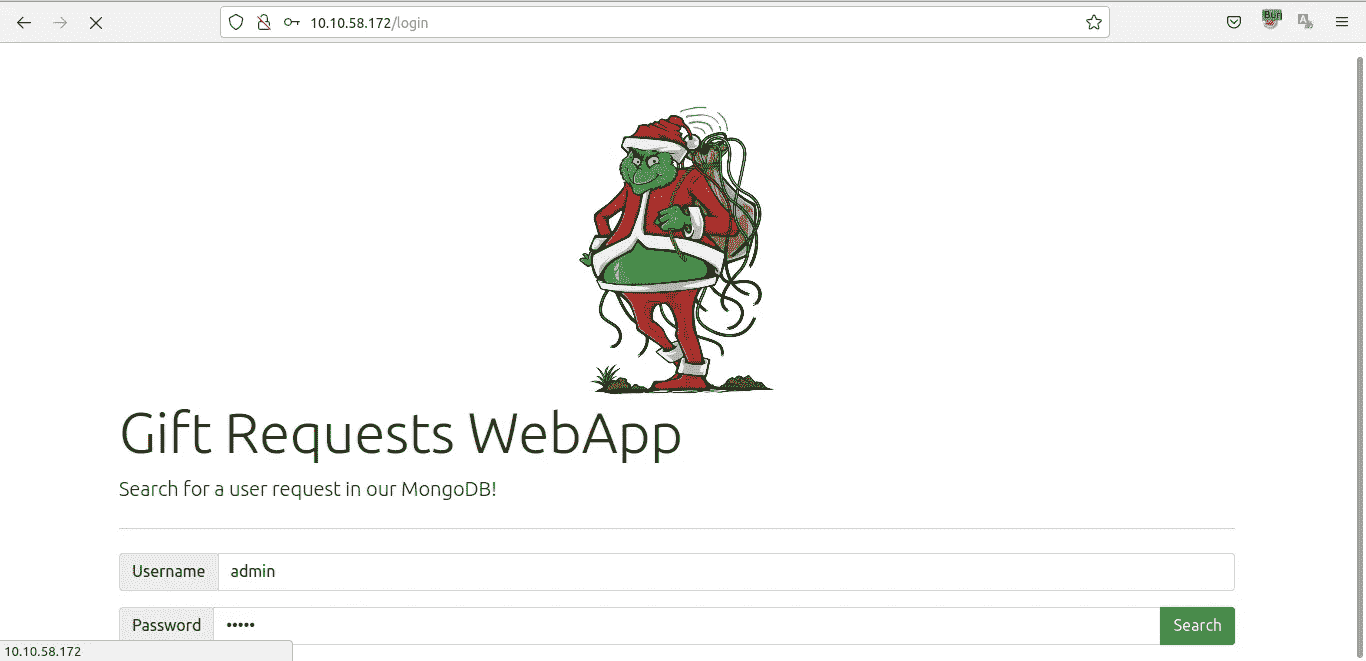 10.10.58.172/login
Gift Requests WebApp
Search for a user request in our MongoDB!
Username admin
Password •••••
Search
10.10.58.172